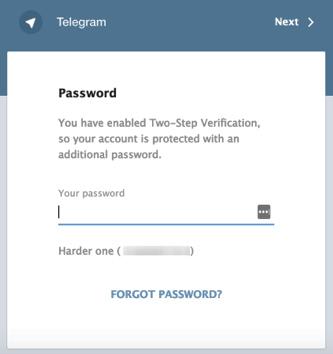 Telegram
Next
Password
You have enabled Two-Step Verification,
so your account is protected with an
additional password.
Your password
Harder one ( )
FORGOT PASSWORD?